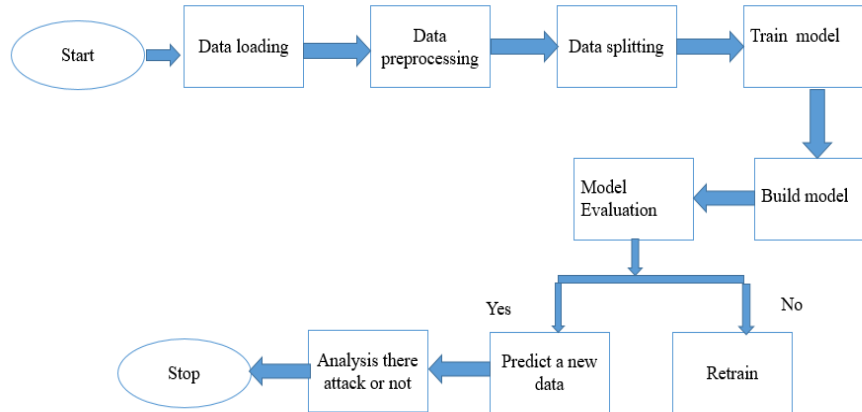 Start
Data loading
Data
preprocessing
Data splitting
Train model
Build model
Model
Evaluation
Yes
No
Predict a new
data
Retrain
Analysis there
attack or not
Stop